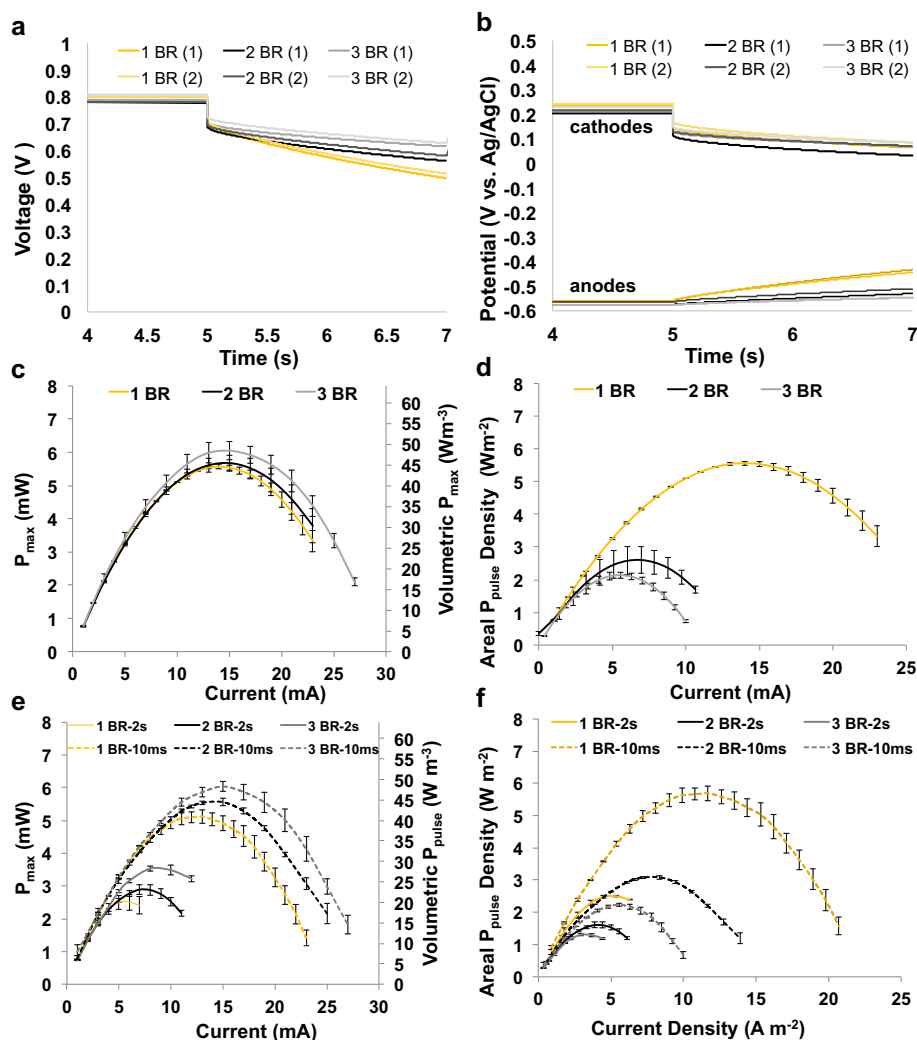 a
1 BR (1) 2 BR (1) 3 BR (1)
1 BR (2) 2 BR (2) 3 BR (2)
Voltage (V )
1
0.9
0.8
0.7
0.6
0.5
0.4
0.3
0.2
0.1
0
4 4.5 5 5.5 6 6.5 7
Time (s)
b
1 BR (1) 2 BR (1) 3 BR (1)
1 BR (2) 2 BR (2) 3 BR (2)
Potential (V vs. Ag/AgCl)
0.5
0.4
0.3
0.2
0.1
0
-0.1
-0.2
-0.3
-0.4
-0.5
-0.6
cathodes
anodes
4 5 6 7
Time (s)
c
1 BR 2 BR 3 BR
Pmax (mW)
8
7
6
5
4
3
2
1
0
Volumetric Pmax (Wm-3)
60
55
50
45
40
35
30
25
20
15
10
5
0
0 5 10 15 20 25 30
Current (mA)
d
1 BR 2 BR 3 BR
Areal Ppulse Density (Wm-2)
8
7
6
5
4
3
2
1
0
0 5 10 15 20 25
Current (mA)
e
1 BR-2s 2 BR-2s 3 BR-2s
1 BR-10ms 2 BR-10ms 3 BR-10ms
Pmax (mW)
8
7
6
5
4
3
2
1
0
Volumetric Ppulse (W m-3)
60
55
50
45
40
35
30
25
20
15
10
5
0
0 5 10 15 20 25 30
Current (mA)
f
1 BR-2s 2 BR-2s 3 BR-2s
1 BR-10ms 2 BR-10ms 3 BR-10ms
Areal Ppulse Density (W m-2)
8
7
6
5
4
3
2
1
0
0 5 10 15 20 25
Current Density (A m-2)